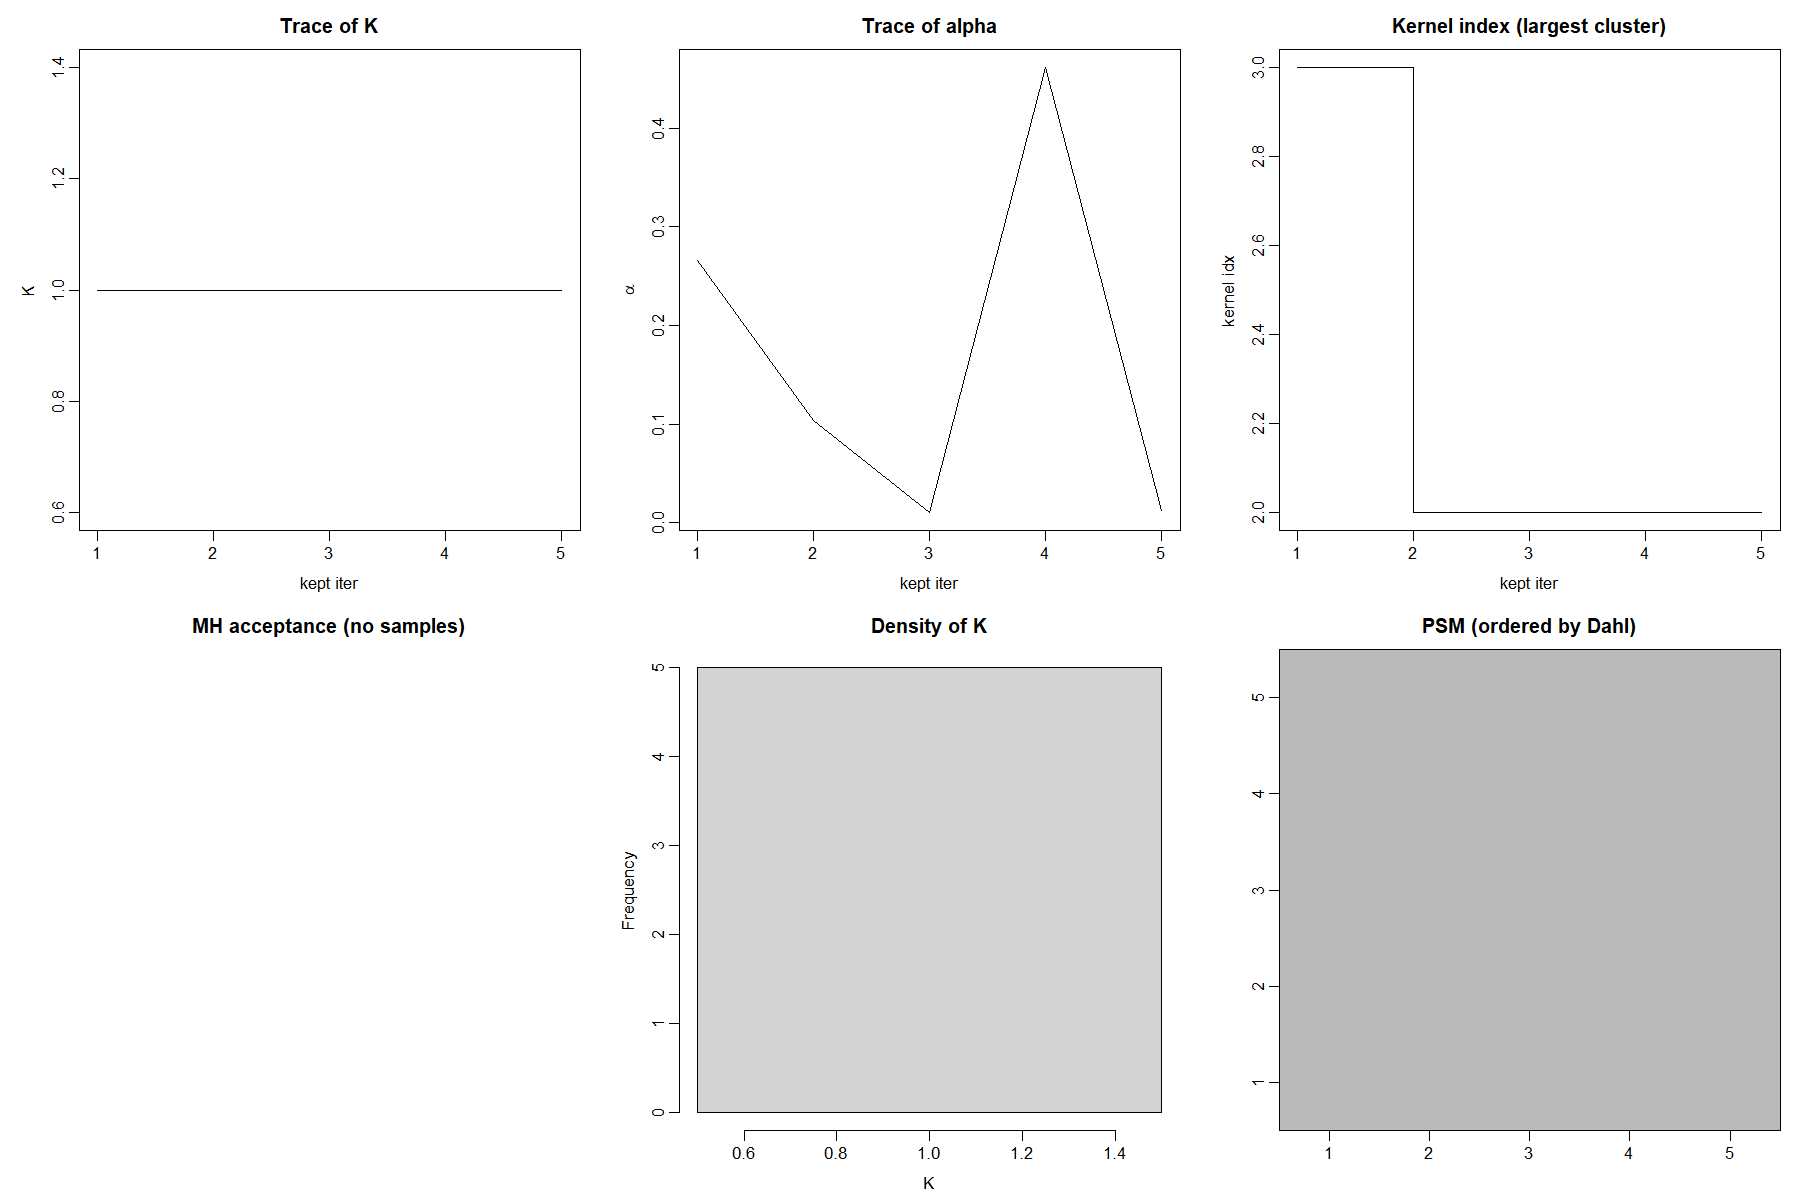 Trace of K
1.4
1.2
1.0
0.8
0.6
K
1 2 3 4 5
kept iter
Trace of alpha
0.4
0.3
0.2
0.1
0.0
α
1 2 3 4 5
kept iter
Kernel index (largest cluster)
3.0
2.8
2.6
2.4
2.2
2.0
kernel idx
1 2 3 4 5
kept iter
MH acceptance (no samples)
Density of K
5
4
3
2
1
0
Frequency
0.6 0.8 1.0 1.2 1.4
K
PSM (ordered by Dahl)
5
4
3
2
1
1 2 3 4 5